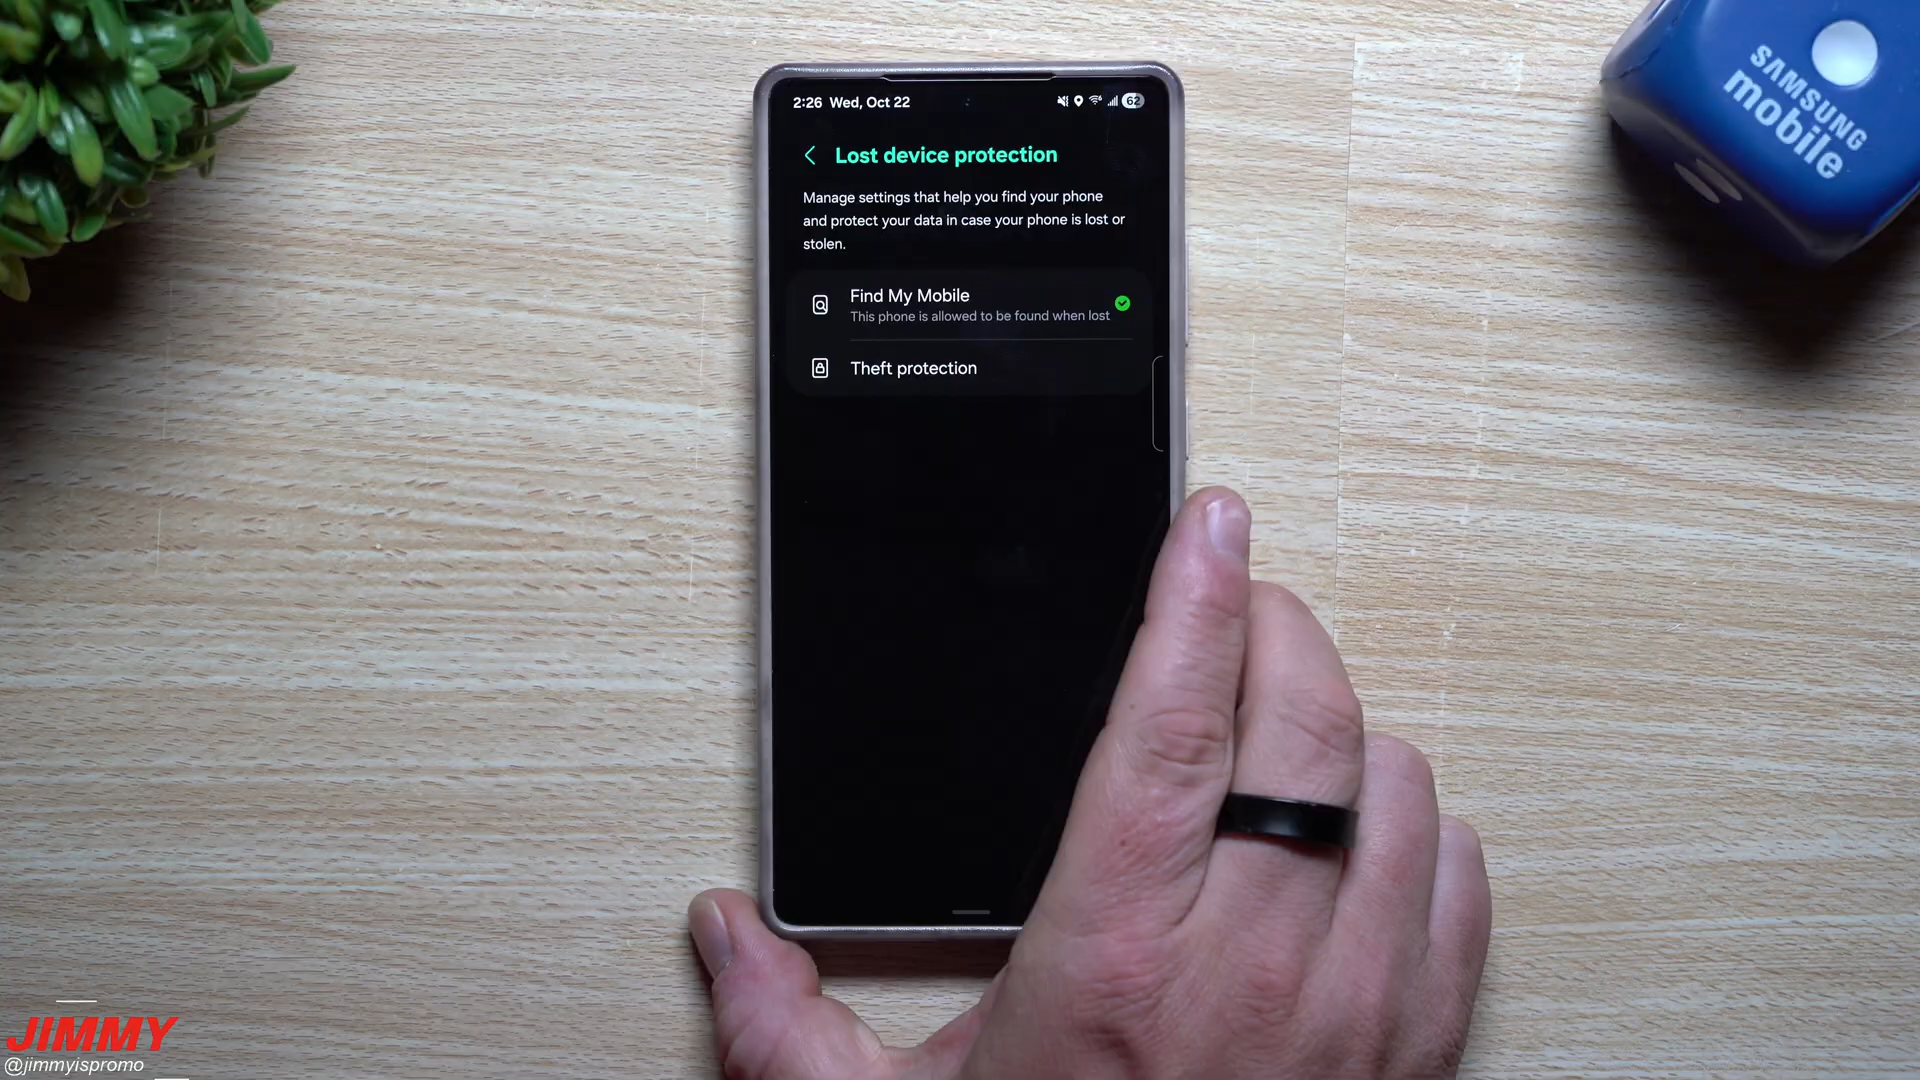 2:26 Wed, Oct 22
62
Lost device protection
Manage settings that help you find your phone
and protect your data in case your phone is lost or
stolen.
Find My Mobile
This phone is allowed to be found when lost
Theft protection
SAMSUNG
mobile
JIMMY
@jimmyispromo